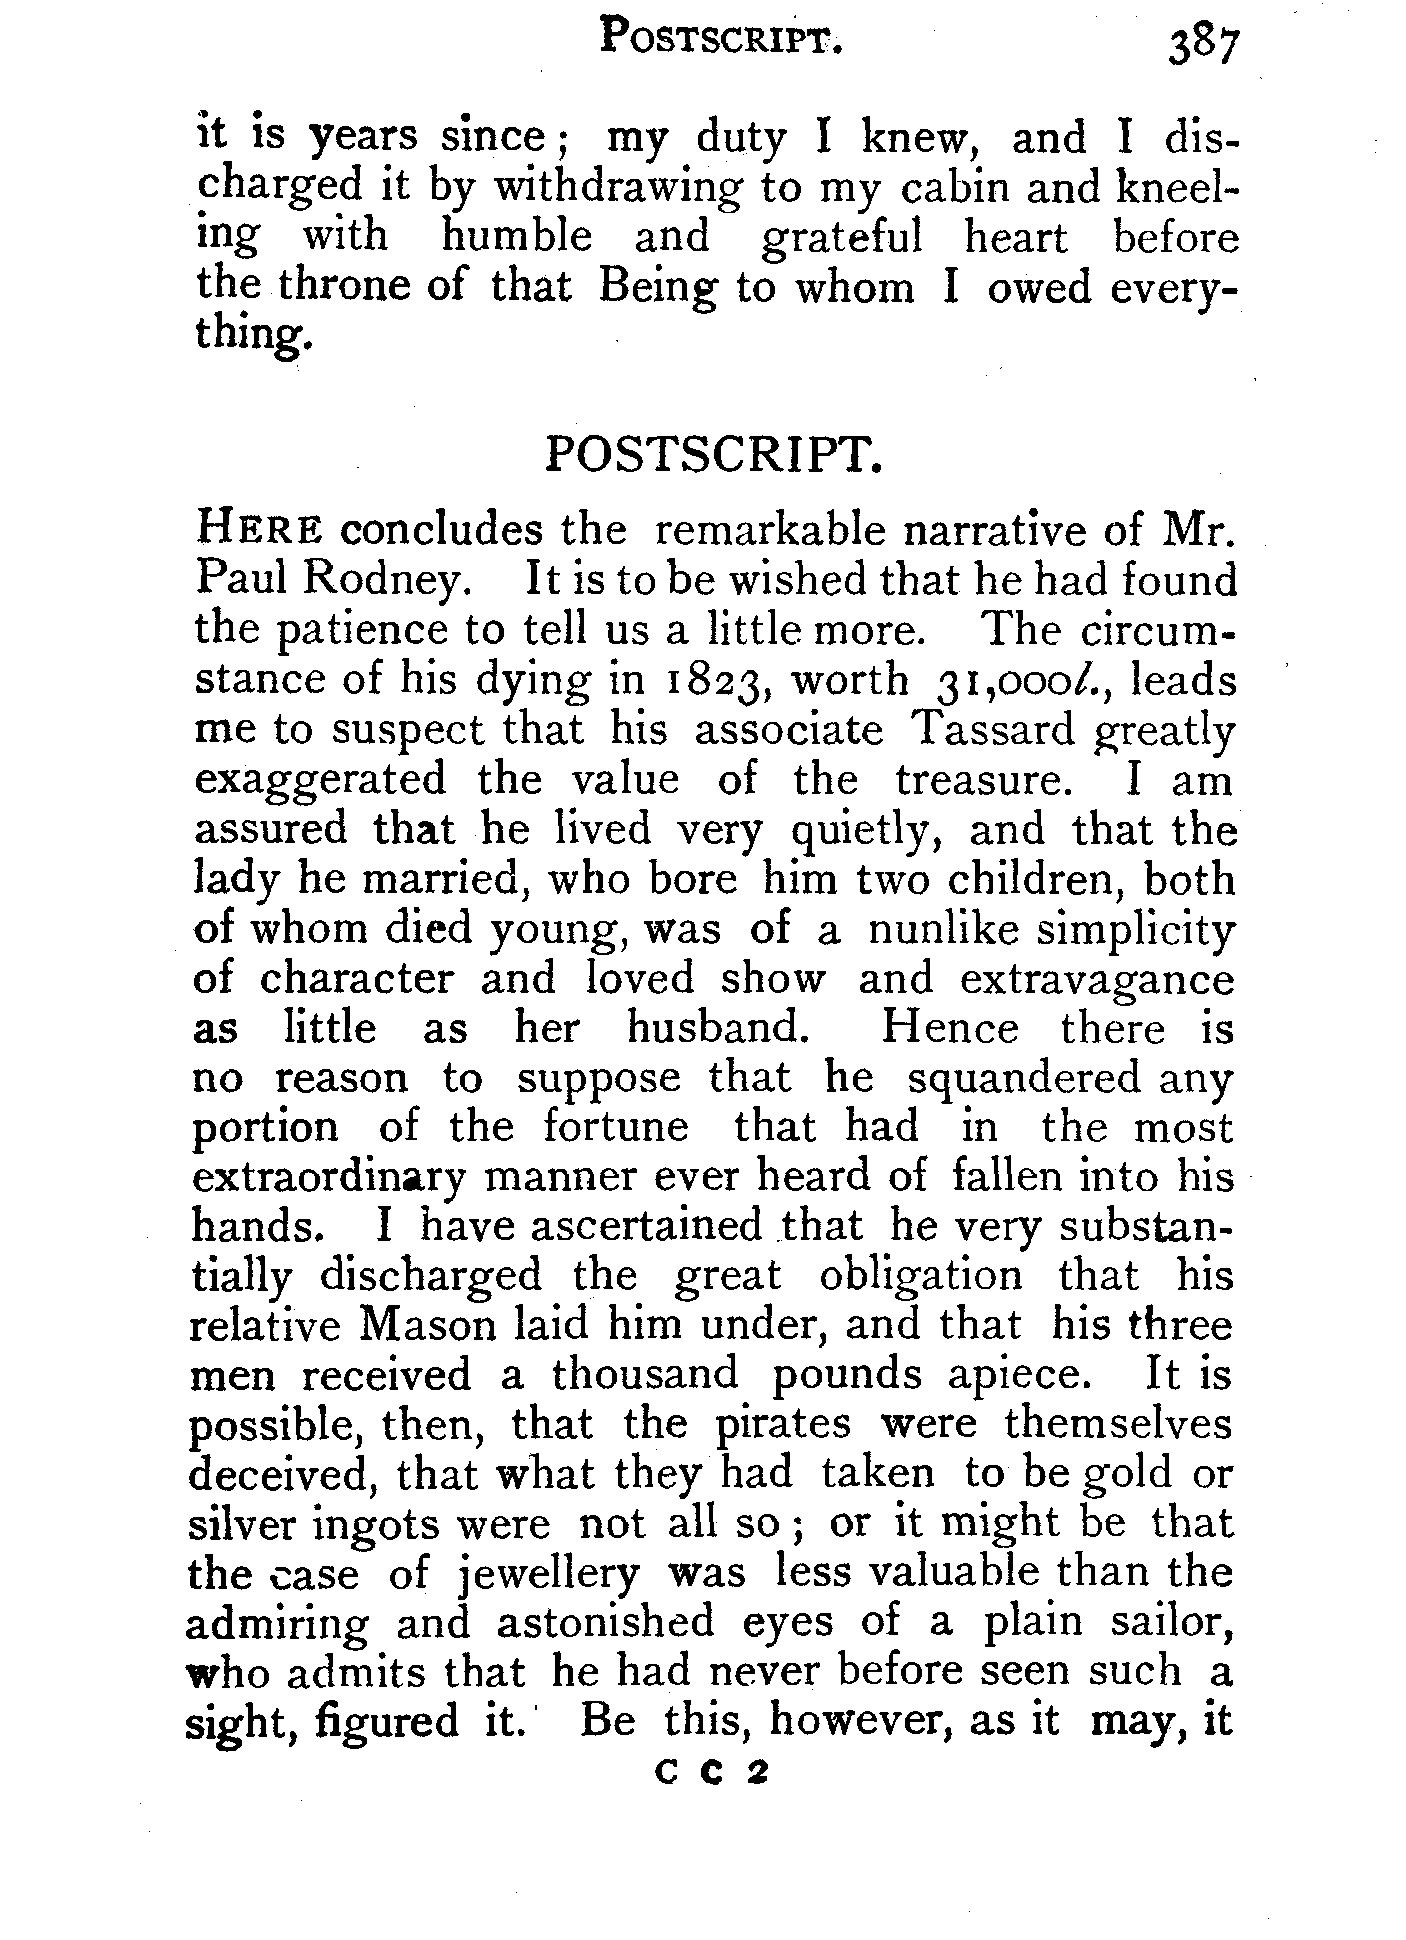 POSTSCRIPT. 387
it is years since ; my duty I knew, and I dis-
charged it by withdrawing to my cabin and kneel-
ing with humble and grateful heart before
the throne of that Being to whom I owed every-
thing.
POSTSCRIPT.
HERE concludes the remarkable narrative of Mr.
Paul Rodney. It is to be wished that he had found
the patience to tell us a little more. The circum-
stance of his dying in 1823, worth 31,000l., leads
me to suspect that his associate Tassard greatly
exaggerated the value of the treasure. I am
assured that he lived very quietly, and that the
lady he married, who bore him two children, both
of whom died young, was of a nunlike simplicity
of character and loved show and extravagance
as little as her husband. Hence there is
no reason to suppose that he squandered any
portion of the fortune that had in the most
extraordinary manner ever heard of fallen into his
hands. I have ascertained that he very substan-
tially discharged the great obligation that his
relative Mason laid him under, and that his three
men received a thousand pounds apiece. It is
possible, then, that the pirates were themselves
deceived, that what they had taken to be gold or
silver ingots were not all so ; or it might be that
the case of jewellery was less valuable than the
admiring and astonished eyes of a plain sailor,
who admits that he had never before seen such a
sight, figured it. Be this, however, as it may, it
C C 2